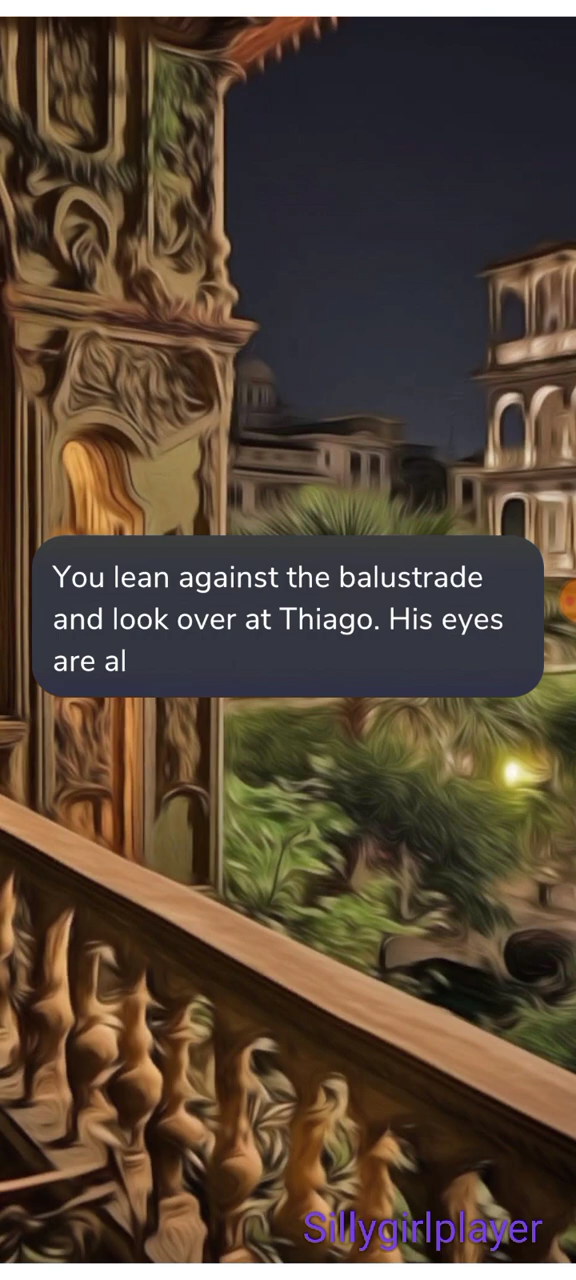 You lean against the balustrade
and look over at Thiago. His eyes
are al
Sillygirlplayer